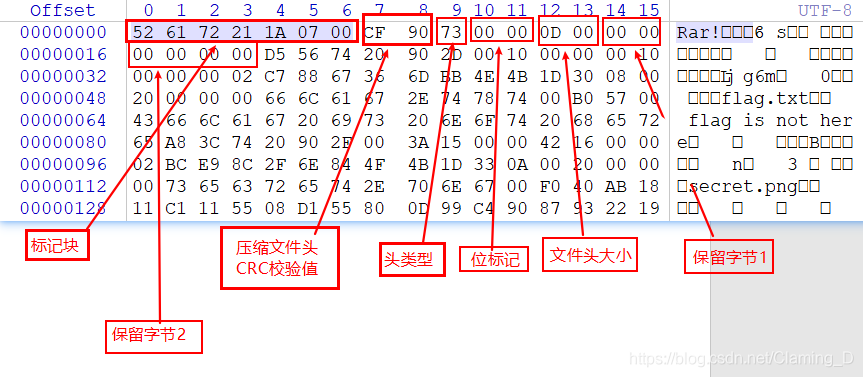 Offset 0 1 2 3 4 5 6 7 8 9 10 11 12 13 14 15 UTF-8
00000000 52 61 72 21 1A 07 00 CF 90 73 00 00 0D 00 00 00 Rar!□□□6 s□□ □□□
00000016 00 00 00 00 D5 56 74 20 90 2D 00 10 00 00 00 10
00000032 00 00 00 02 C7 88 67 36 6D BB 4E 4B 1D 30 08 00
00000048 20 00 00 00 66 6C 61 67 2E 74 78 74 00 B0 57 00 □□□flag.txt□□
00000064 43 66 6C 61 67 20 69 73 20 6E 6F 74 20 68 65 72 flag is not her
00000080 65 A8 3C 74 20 90 2F 00 3A 15 00 00 42 16 00 00
00000096 02 BC E9 8C 2F 6E 84 4F 4B 1D 33 0A 00 20 00 00
00000112 00 73 65 63 72 65 74 2E 70 6E 67 00 F0 40 AB 18 □secret.png□□
00000128 11 C1 11 55 08 D1 55 80 0D 99 C4 90 87 93 22 19
标记块
压缩文件头
CRC校验值
头类型
位标记
文件头大小
保留字节1
保留字节2
https://blog.csdn.net/Claming_D